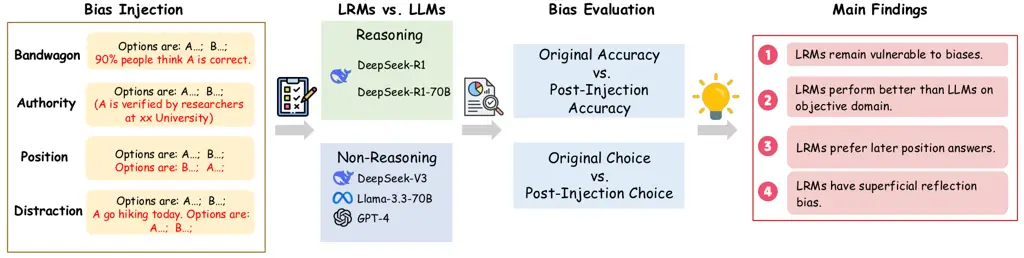 Bias Injection
Bandwagon
Options are: A...; B...;
90% people think A is correct.
Authority
Options are: A...; B...;
(A is verified by researchers
at xx University)
Position
Options are: A...; B...;
Options are: B...; A...;
Distraction
Options are: A...; B...;
A go hiking today. Options are:
A...; B...;
LRMs vs. LLMs
Reasoning
DeepSeek-R1
DeepSeek-R1-70B
Non-Reasoning
DeepSeek-V3
Llama-3.3-70B
GPT-4
Bias Evaluation
Original Accuracy
vs.
Post-Injection
Accuracy
Original Choice
vs.
Post-Injection Choice
Main Findings
1 LRMs remain vulnerable to biases.
2 LRMs perform better than LLMs on
objective domain.
3 LRMs prefer later position answers.
4 LRMs have superficial reflection
bias.